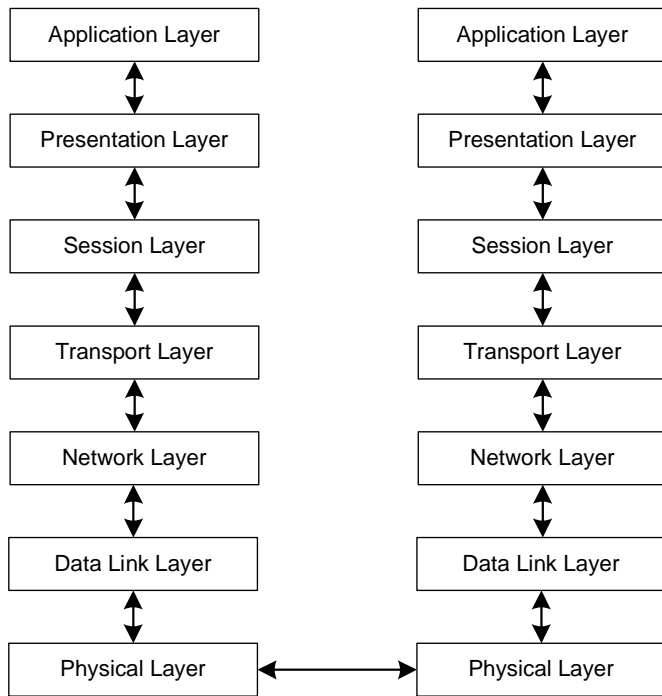 Application Layer
Application Layer
Presentation Layer
Presentation Layer
Session Layer
Session Layer
Transport Layer
Transport Layer
Network Layer
Network Layer
Data Link Layer
Data Link Layer
Physical Layer
Physical Layer